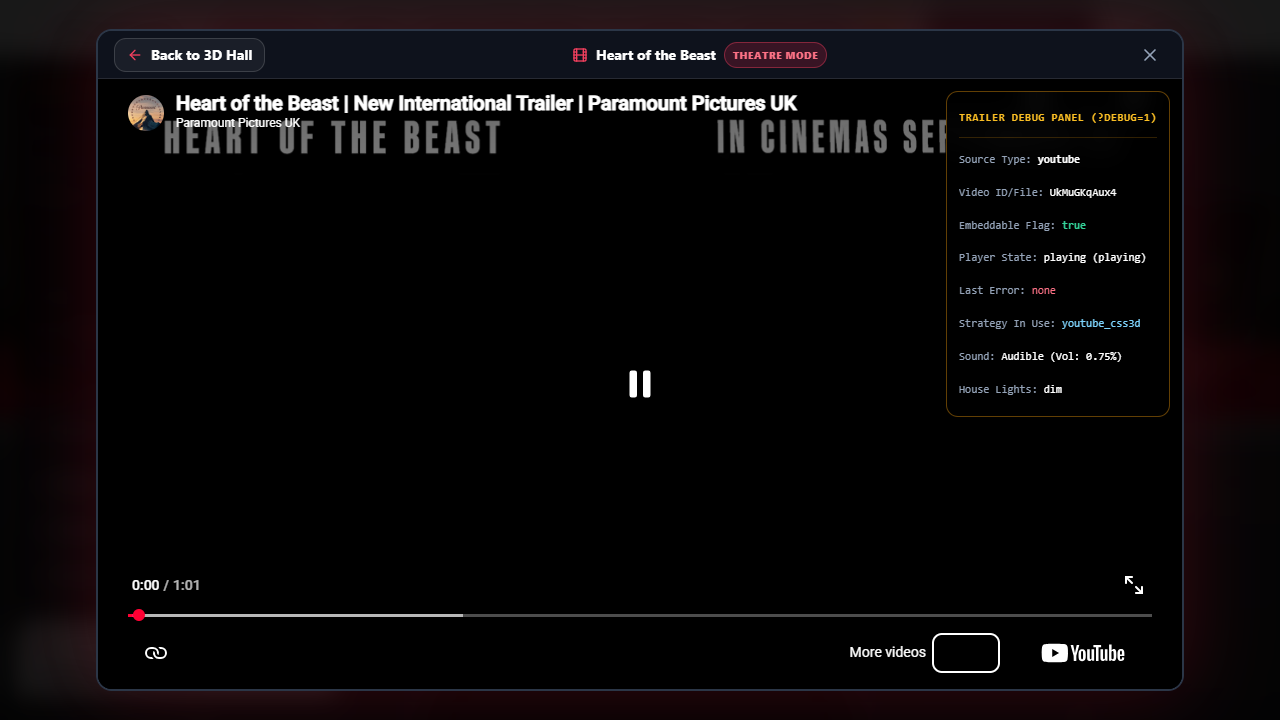 Back to 3D Hall
Heart of the Beast THEATRE MODE
Heart of the Beast | New International Trailer | Paramount Pictures UK
Paramount Pictures UK
HEART OF THE BEAST
IN CINEMAS
TRAILER DEBUG PANEL (?DEBUG=1)
Source Type: youtube
Video ID/File: UkMuGKqAux4
Embeddable Flag: true
Player State: playing (playing)
Last Error: none
Strategy In Use: youtube_css3d
Sound: Audible (Vol: 0.75%)
House Lights: dim
0:00 / 1:01
More videos
YouTube